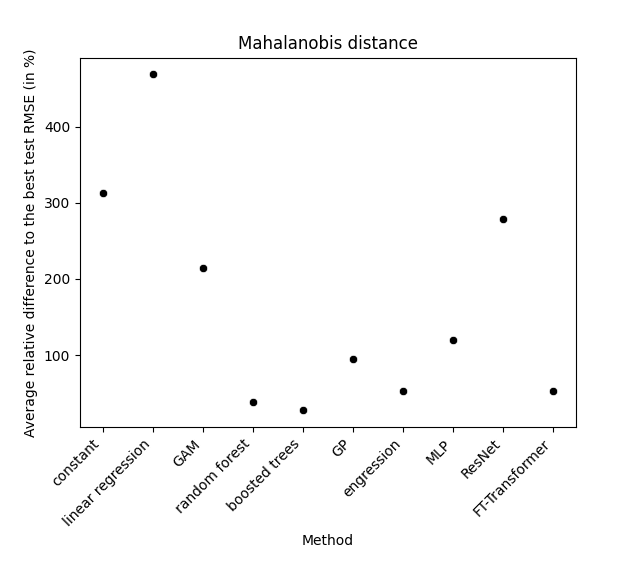 Mahalanobis distance
Average relative difference to the best test RMSE (in %)
400
300
200
100
constant
linear regression
GAM
random forest
boosted trees
GP
engression
MLP
ResNet
FT-Transformer
Method